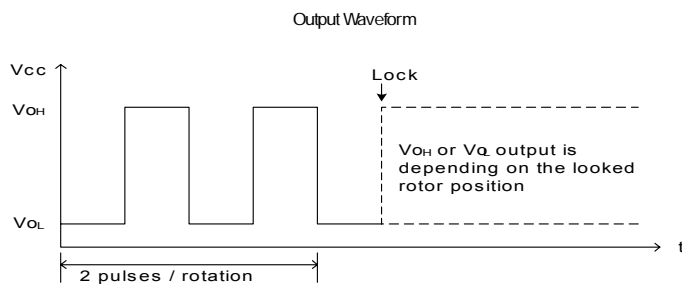 Output Waveform
Vcc
Lock
VOH
VOH or VOL output is
depending on the looked
rotor position
VOL
t
2 pulses / rotation